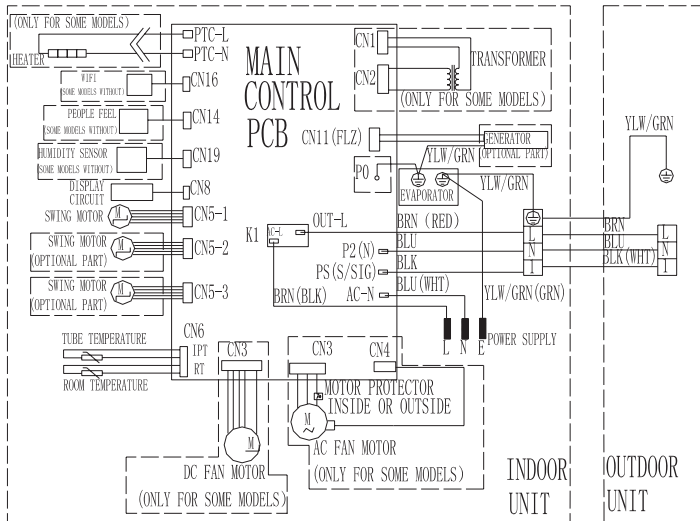 (ONLY FOR SOME MODELS)
HEATER
PTC-L
PTC-N
WIFI
(SOME MODELS WITHOUT)
CN16
PEOPLE FEEL
(SOME MODELS WITHOUT)
CN14
HUMIDITY SENSOR
(SOME MODELS WITHOUT)
CN19
DISPLAY
CIRCUIT
CN8
SWING MOTOR
M
CN5-1
SWING MOTOR
(OPTIONAL PART)
M
CN5-2
SWING MOTOR
(OPTIONAL PART)
M
CN5-3
TUBE TEMPERATURE
ROOM TEMPERATURE
CN6
IPT
RT
MAIN
CONTROL
PCB
CN1
CN2
TRANSFORMER
(ONLY FOR SOME MODELS)
CN11(FLZ)
GENERATOR
(OPTIONAL PART)
YLW/GRN
P0
EVAPORATOR
YLW/GRN
K1
AC-L
OUT-L
BRN (RED)
P2(N)
BLU
PS(S/SIG)
BLK
AC-N
BLU(WHT)
BRN(BLK)
YLW/GRN(GRN)
L
N
E
POWER SUPPLY
L
N
1
YLW/GRN
BRN
BLU
BLK(WHT)
L
N
1
CN3
M
DC FAN MOTOR
(ONLY FOR SOME MODELS)
CN3
CN4
MOTOR PROTECTOR
INSIDE OR OUTSIDE
M
~
AC FAN MOTOR
(ONLY FOR SOME MODELS)
INDOOR
UNIT
OUTDOOR
UNIT